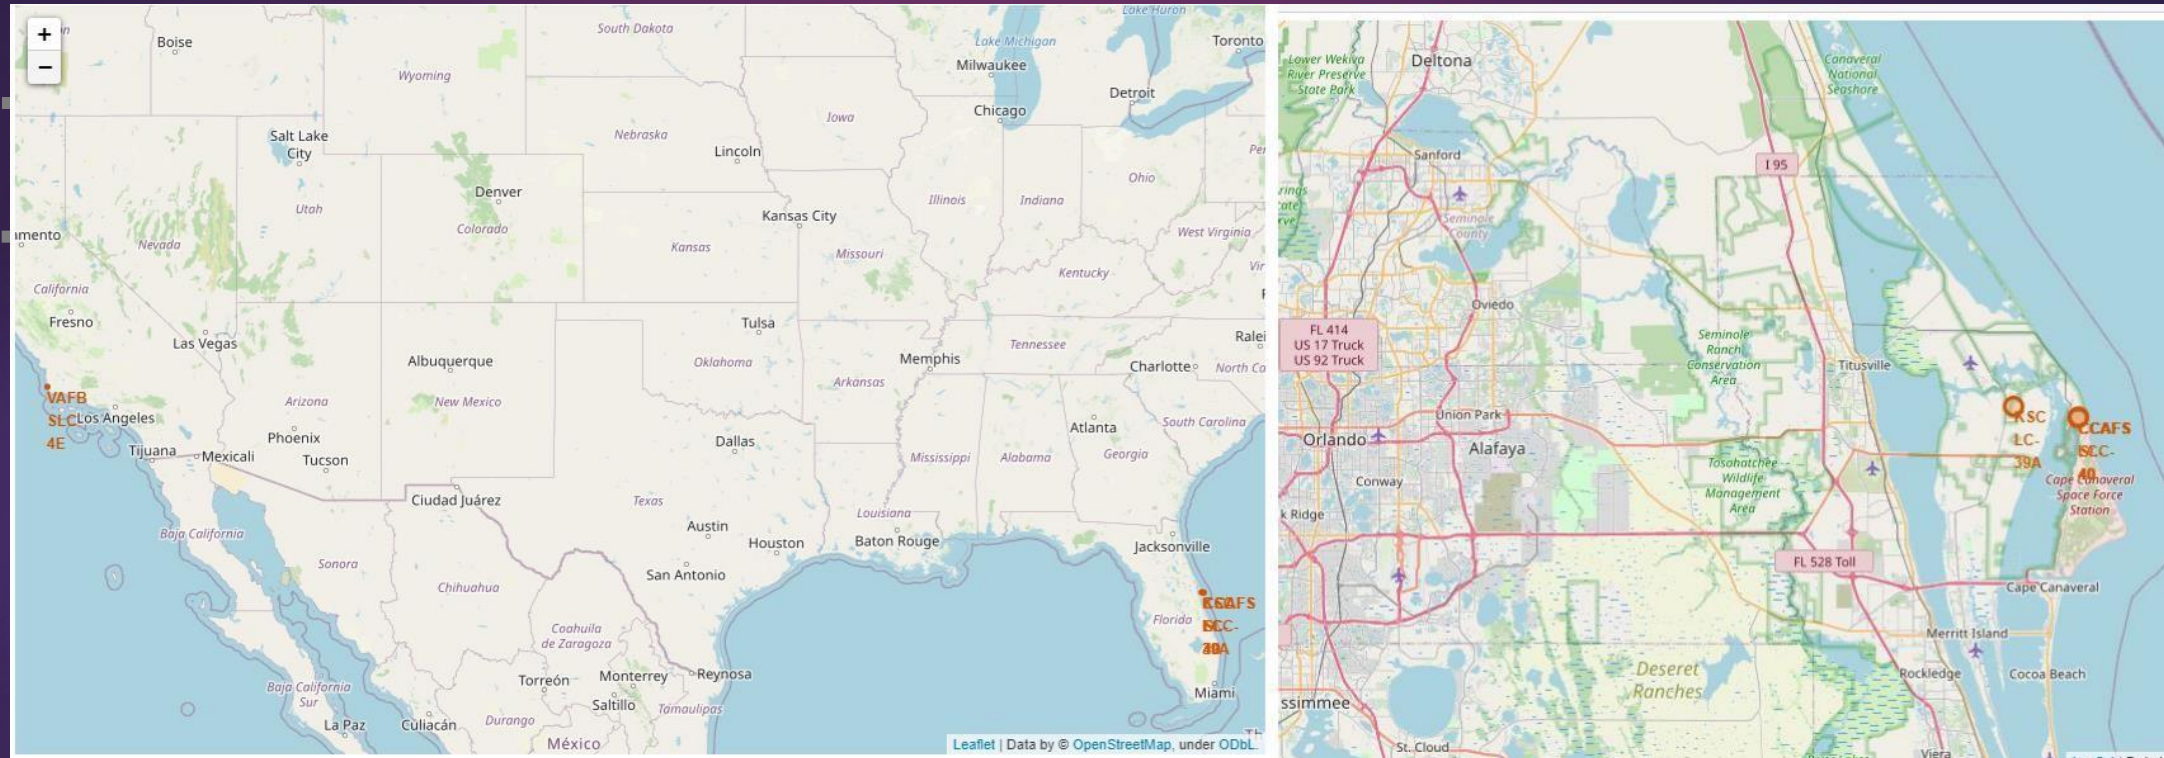 +
−
Boise
South Dakota
Lake Huron
Lake Michigan
Toronto
Milwaukee
Wyoming
Detroit
Chicago
Iowa
Salt Lake
City
Nebraska
Lincoln
Denver
Ohio
Utah
Illinois
Indiana
Kansas City
Colorado
Nevada
Kansas
Missouri
West Virginia
Kentucky
California
Fresno
Las Vegas
Tulsa
Albuquerque
Oklahoma
Memphis
Tennessee
Charlotte
Arkansas
VAFB
SLC-
4E
Los Angeles
Arizona
New Mexico
Phoenix
Tucson
Dallas
Atlanta
South Carolina
Tijuana
Mexicali
Mississippi
Alabama
Georgia
Ciudad Juárez
Texas
Louisiana
Austin
Houston
Baton Rouge
Jacksonville
Baja California
Sonora
San Antonio
Chihuahua
Florida
Coahuila
de Zaragoza
Baja California
Sur
Torreón
Monterrey
Reynosa
Miami
Saltillo
Tamaulipas
La Paz
Culiacán
Durango
México
Leaflet | Data by © OpenStreetMap, under ODbL.
Lower Wekiva
River Preserve
State Park
Deltona
Canaveral
National
Seashore
Sanford
I 95
Seminole
County
Oviedo
FL 414
US 17 Truck
US 92 Truck
Seminole
Ranch
Conservation
Area
Titusville
Union Park
KSC
LC-
39A
CCAFS
40
Orlando
Alafaya
Conway
Tosohatchee
Wildlife
Management
Area
Cape Canaveral
Space Force
Station
k Ridge
FL 528 Toll
Cape Canaveral
Merritt Island
Deseret
Ranches
Rockledge
Cocoa Beach
ssimmee
St. Cloud
Viera